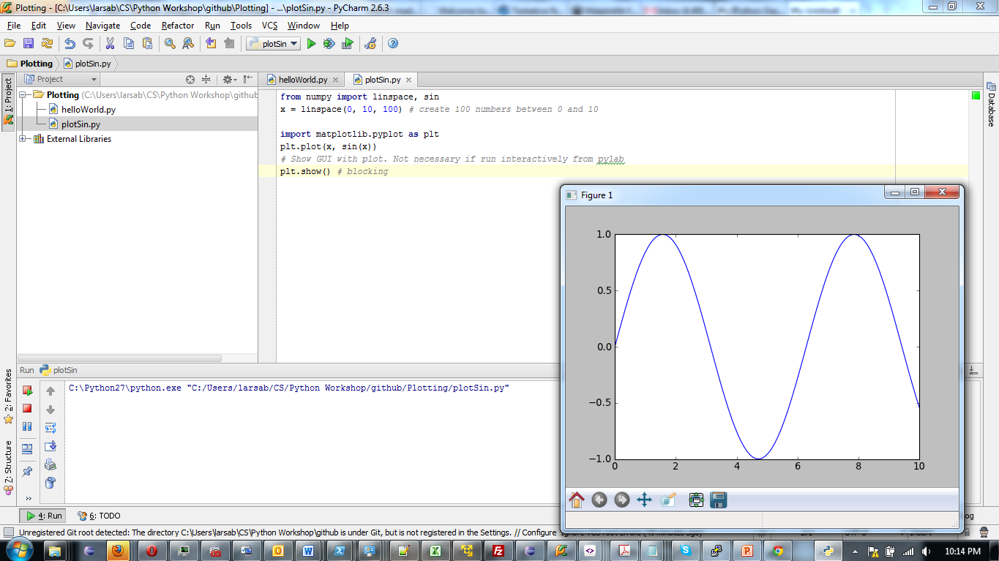 Plotting - [C:\Users\larsab\CS\Python Workshop\github\Plotting] - ...\plotSin.py - PyCharm 2.6.3
File Edit View Navigate Code Refactor Run Tools VCS Window Help
plotSin
Plotting plotSin.py
1: Project
Project
helloWorld.py plotSin.py
Database
Plotting (C:\Users\larsab\CS\Python Workshop\github
helloWorld.py
plotSin.py
External Libraries
from numpy import linspace, sin
x = linspace(0, 10, 100) # create 100 numbers between 0 and 10
import matplotlib.pyplot as plt
plt.plot(x, sin(x))
# Show GUI with plot. Not necessary if run interactively from pylab
plt.show() # blocking
Figure 1
1.0
0.5
0.0
−0.5
−1.0
0 2 4 6 8 10
Run plotSin
C:\Python27\python.exe "C:/Users/larsab/CS/Python Workshop/github/Plotting/plotSin.py"
2: Favorites
Z: Structure
4: Run 6: TODO
og
Unregistered Git root detected: The directory C:\Users\larsab\CS\Python Workshop\github is under Git, but is not registered in the Settings. // Configure
10:14 PM